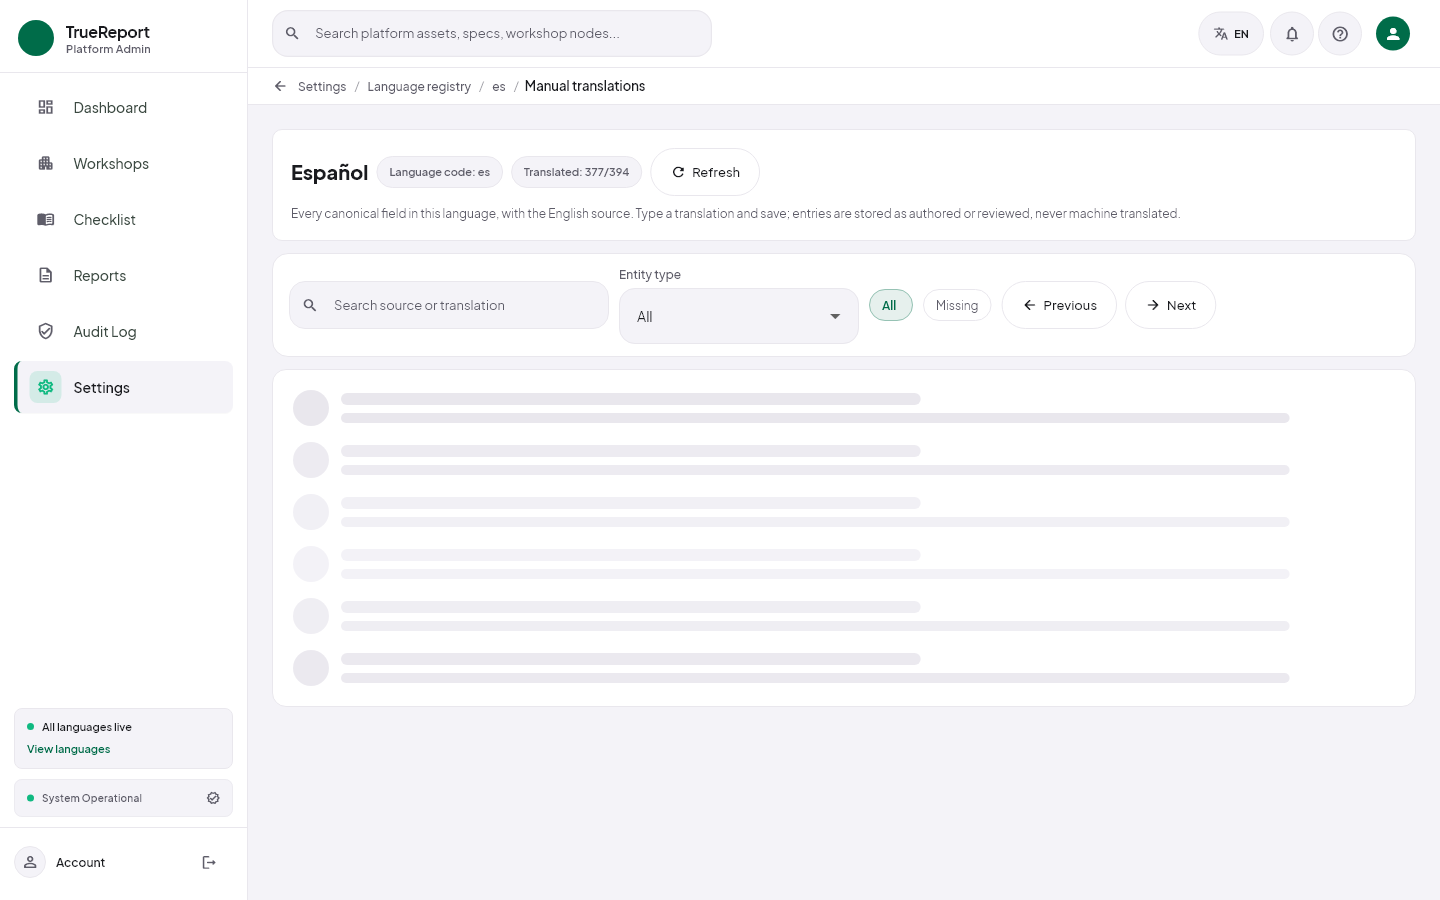 TrueReport
Platform Admin
Search platform assets, specs, workshop nodes...
EN
Settings / Language registry / es / Manual translations
Dashboard
Workshops
Checklist
Reports
Audit Log
Settings
Español
Language code: es
Translated: 377/394
Refresh
Every canonical field in this language, with the English source. Type a translation and save; entries are stored as authored or reviewed, never machine translated.
Entity type
Search source or translation
All
All
Missing
Previous
Next
All languages live
View languages
System Operational
Account